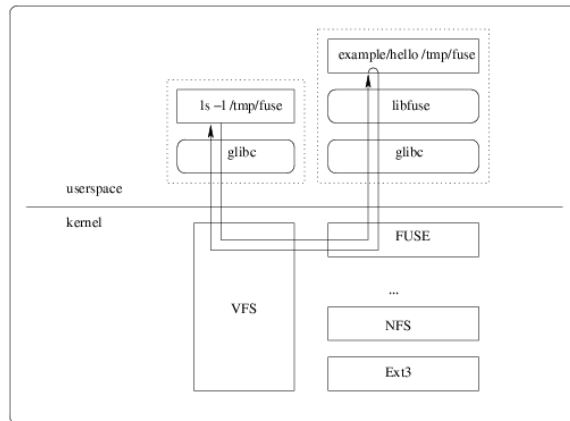 example/hello /tmp/fuse
ls –l /tmp/fuse
libfuse
glibc
glibc
userspace
kernel
FUSE
...
VFS
NFS
Ext3